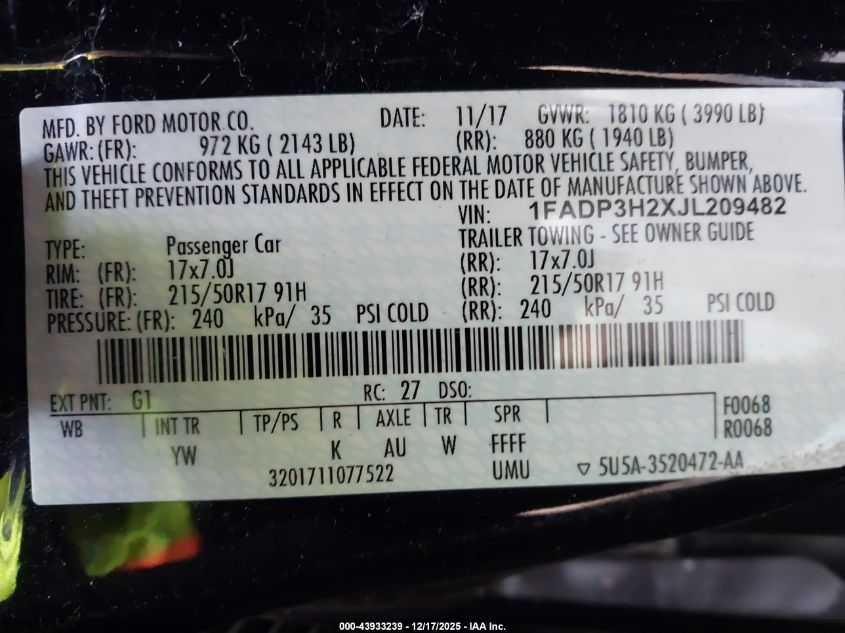 MFD. BY FORD MOTOR CO. DATE: 11/17 GVWR: 1810 KG ( 3990 LB)
GAWR: (FR): 972 KG ( 2143 LB) (RR): 880 KG ( 1940 LB)
THIS VEHICLE CONFORMS TO ALL APPLICABLE FEDERAL MOTOR VEHICLE SAFETY, BUMPER,
AND THEFT PREVENTION STANDARDS IN EFFECT ON THE DATE OF MANUFACTURE SHOWN ABOVE.
VIN: 1FADP3H2XJL209482
TYPE: Passenger Car TRAILER TOWING - SEE OWNER GUIDE
RIM: (FR): 17x7.0J (RR): 17x7.0J
TIRE: (FR): 215/50R17 91H (RR): 215/50R17 91H
PRESSURE: (FR): 240 kPa/ 35 PSI COLD (RR): 240 kPa/ 35 PSI COLD
EXT PNT: G1 RC: 27 DSO: F0068
WB INT TR TP/PS R AXLE TR SPR R0068
YW K AU W FFFF
3201711077522 UMU ▽ 5U5A-3520472-AA
000-43933239 - 12/17/2025 - IAA Inc.